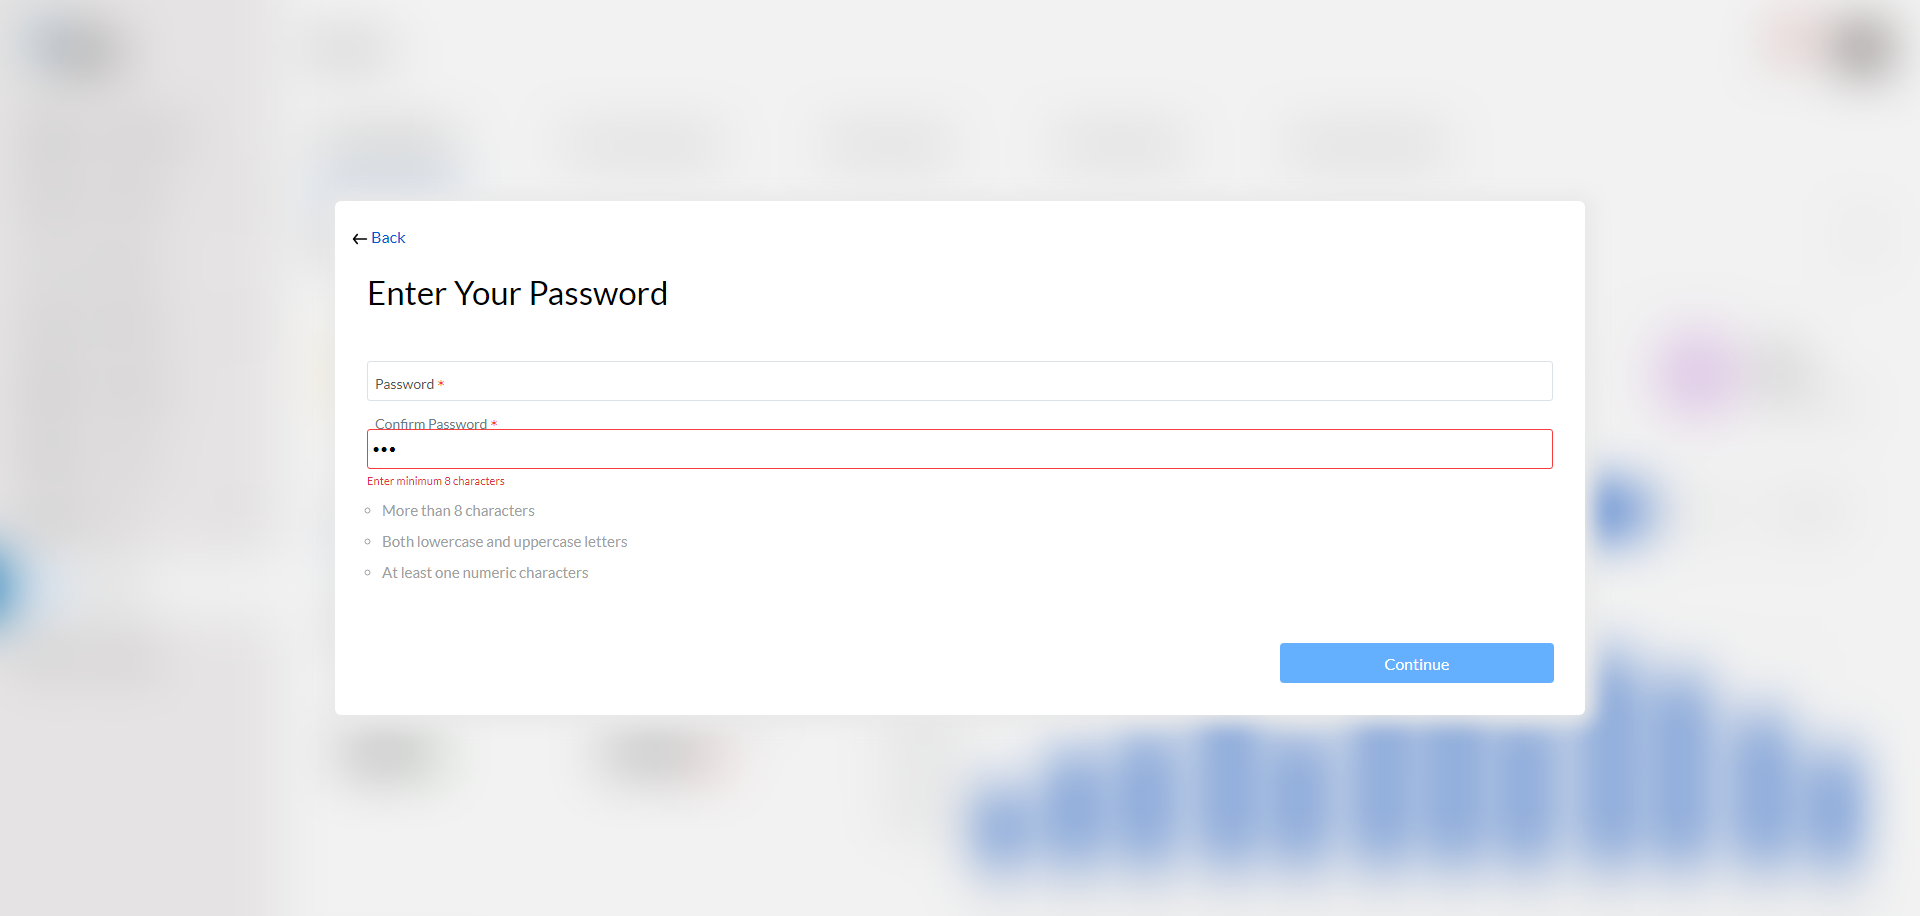 Back
Enter Your Password
Password *
Confirm Password *
•••
Enter minimum 8 characters
More than 8 characters
Both lowercase and uppercase letters
At least one numeric characters
Continue